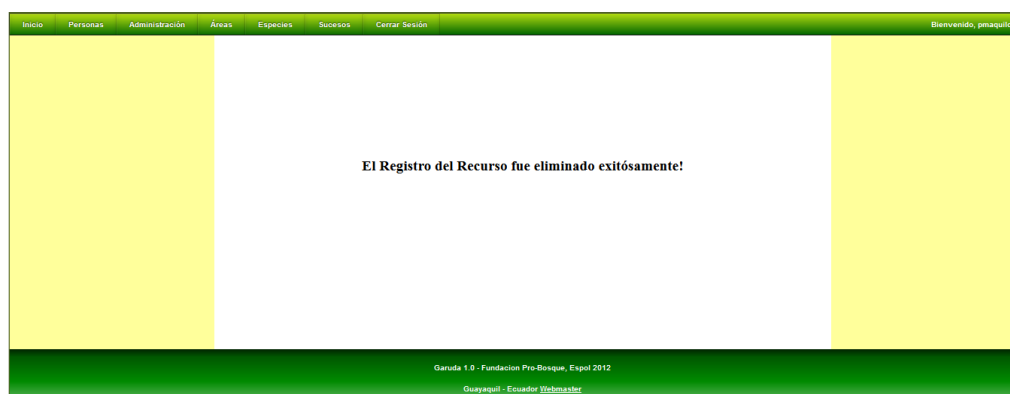 Inicio Personas Administración Áreas Especies Sucesos Cerrar Sesión Bienvenido, pmaquilo
El Registro del Recurso fue eliminado exitósamente!
Garuda 1.0 - Fundacion Pro-Bosque, Espol 2012
Guayaquil - Ecuador Webmaster